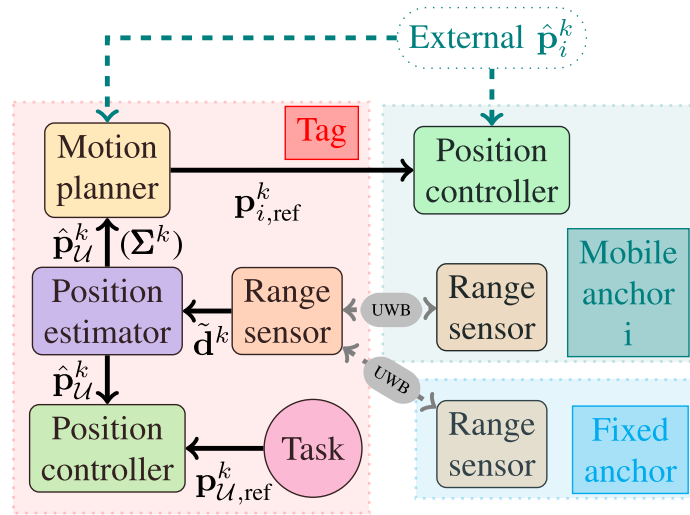 External p̂ᵢᵏ
Tag
Motion
planner
Position
controller
pᵏᵢ,ref
p̂ᵏ𝒰 (Σᵏ)
Mobile
anchor
i
Position
estimator
Range
sensor
UWB
Range
sensor
d̃ᵏ
p̂ᵏ𝒰
UWB
Position
controller
Task
Range
sensor
Fixed
anchor
pᵏ𝒰,ref